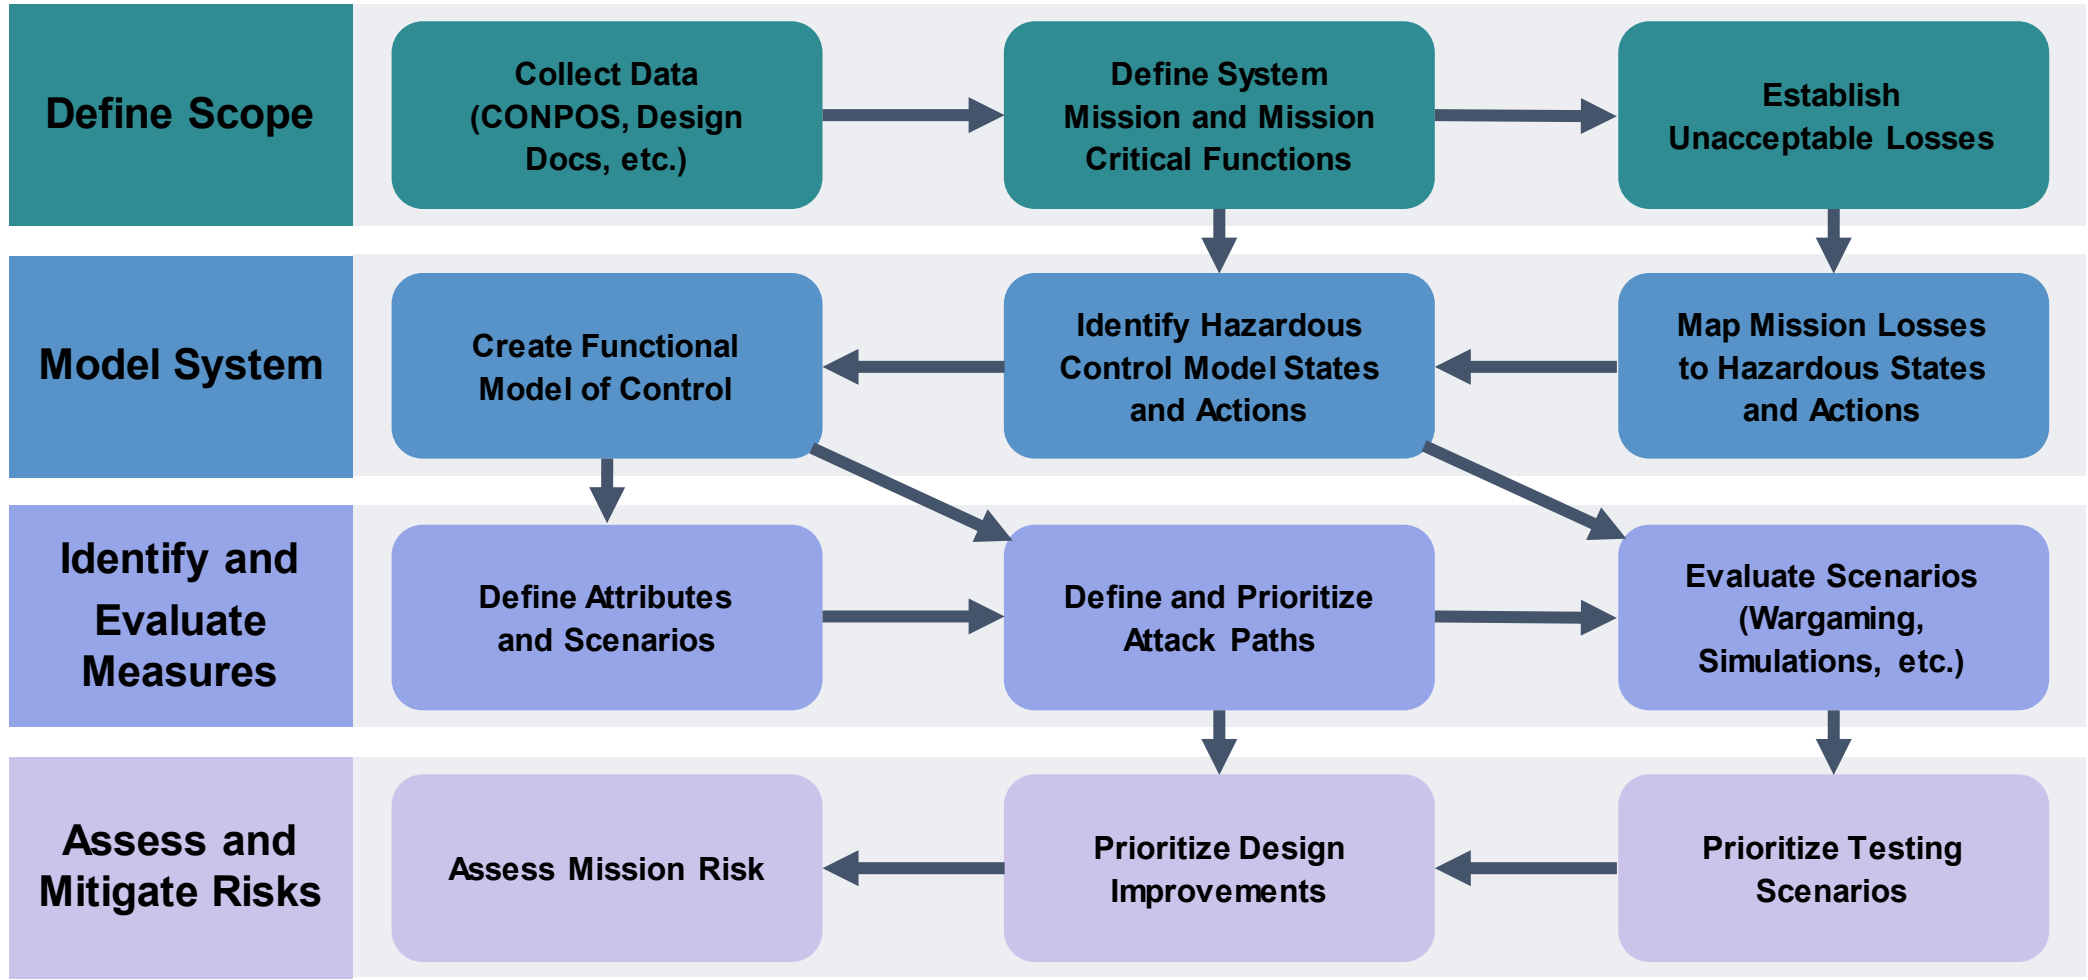 Define Scope
Collect Data
(CONPOS, Design
Docs, etc.)
Define System
Mission and Mission
Critical Functions
Establish
Unacceptable Losses
Model System
Create Functional
Model of Control
Identify Hazardous
Control Model States
and Actions
Map Mission Losses
to Hazardous States
and Actions
Identify and
Evaluate
Measures
Define Attributes
and Scenarios
Define and Prioritize
Attack Paths
Evaluate Scenarios
(Wargaming,
Simulations, etc.)
Assess and
Mitigate Risks
Assess Mission Risk
Prioritize Design
Improvements
Prioritize Testing
Scenarios